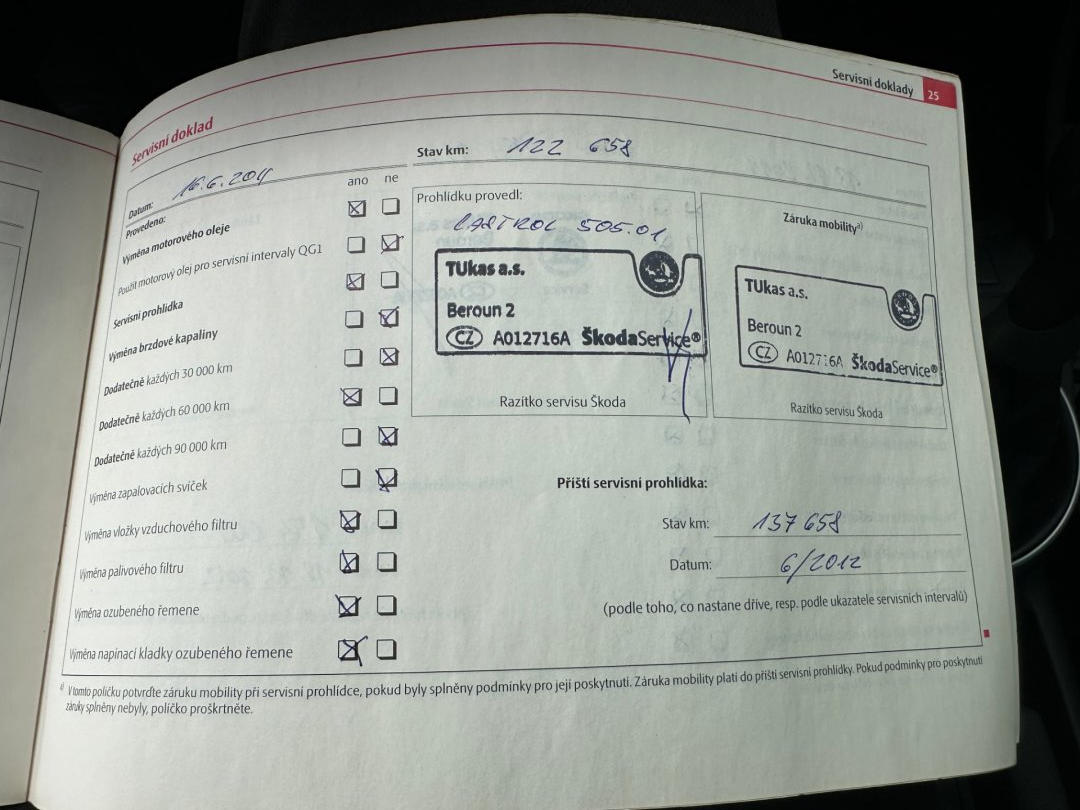 Servisní doklady 25
Servisní doklad
Datum: 16.6.2011
Stav km: 122 658
Provedeno:
ano ne
Výměna motorového oleje
Použit motorový olej pro servisní intervaly QG1
Servisní prohlídka
Výměna brzdové kapaliny
Dodatečně každých 30 000 km
Dodatečně každých 60 000 km
Dodatečně každých 90 000 km
Výměna zapalovacích svíček
Výměna vložky vzduchového filtru
Výměna palivového filtru
Výměna ozubeného řemene
Výměna napínací kladky ozubeného řemene
Prohlídku provedl:
CASTROL 505.01
TUkas a.s.
Beroun 2
CZ A012716A ŠkodaService®
Razítko servisu Škoda
Záruka mobility a)
TUkas a.s.
Beroun 2
CZ A012716A ŠkodaService®
Razítko servisu Škoda
Příští servisní prohlídka:
Stav km: 137 658
Datum: 6/2012
(podle toho, co nastane dříve, resp. podle ukazatele servisních intervalů)
a) V tomto políčku potvrďte záruku mobility při servisní prohlídce, pokud byly splněny podmínky pro její poskytnutí. Záruka mobility platí do příští servisní prohlídky. Pokud podmínky pro poskytnutí
záruky splněny nebyly, políčko proškrtněte.